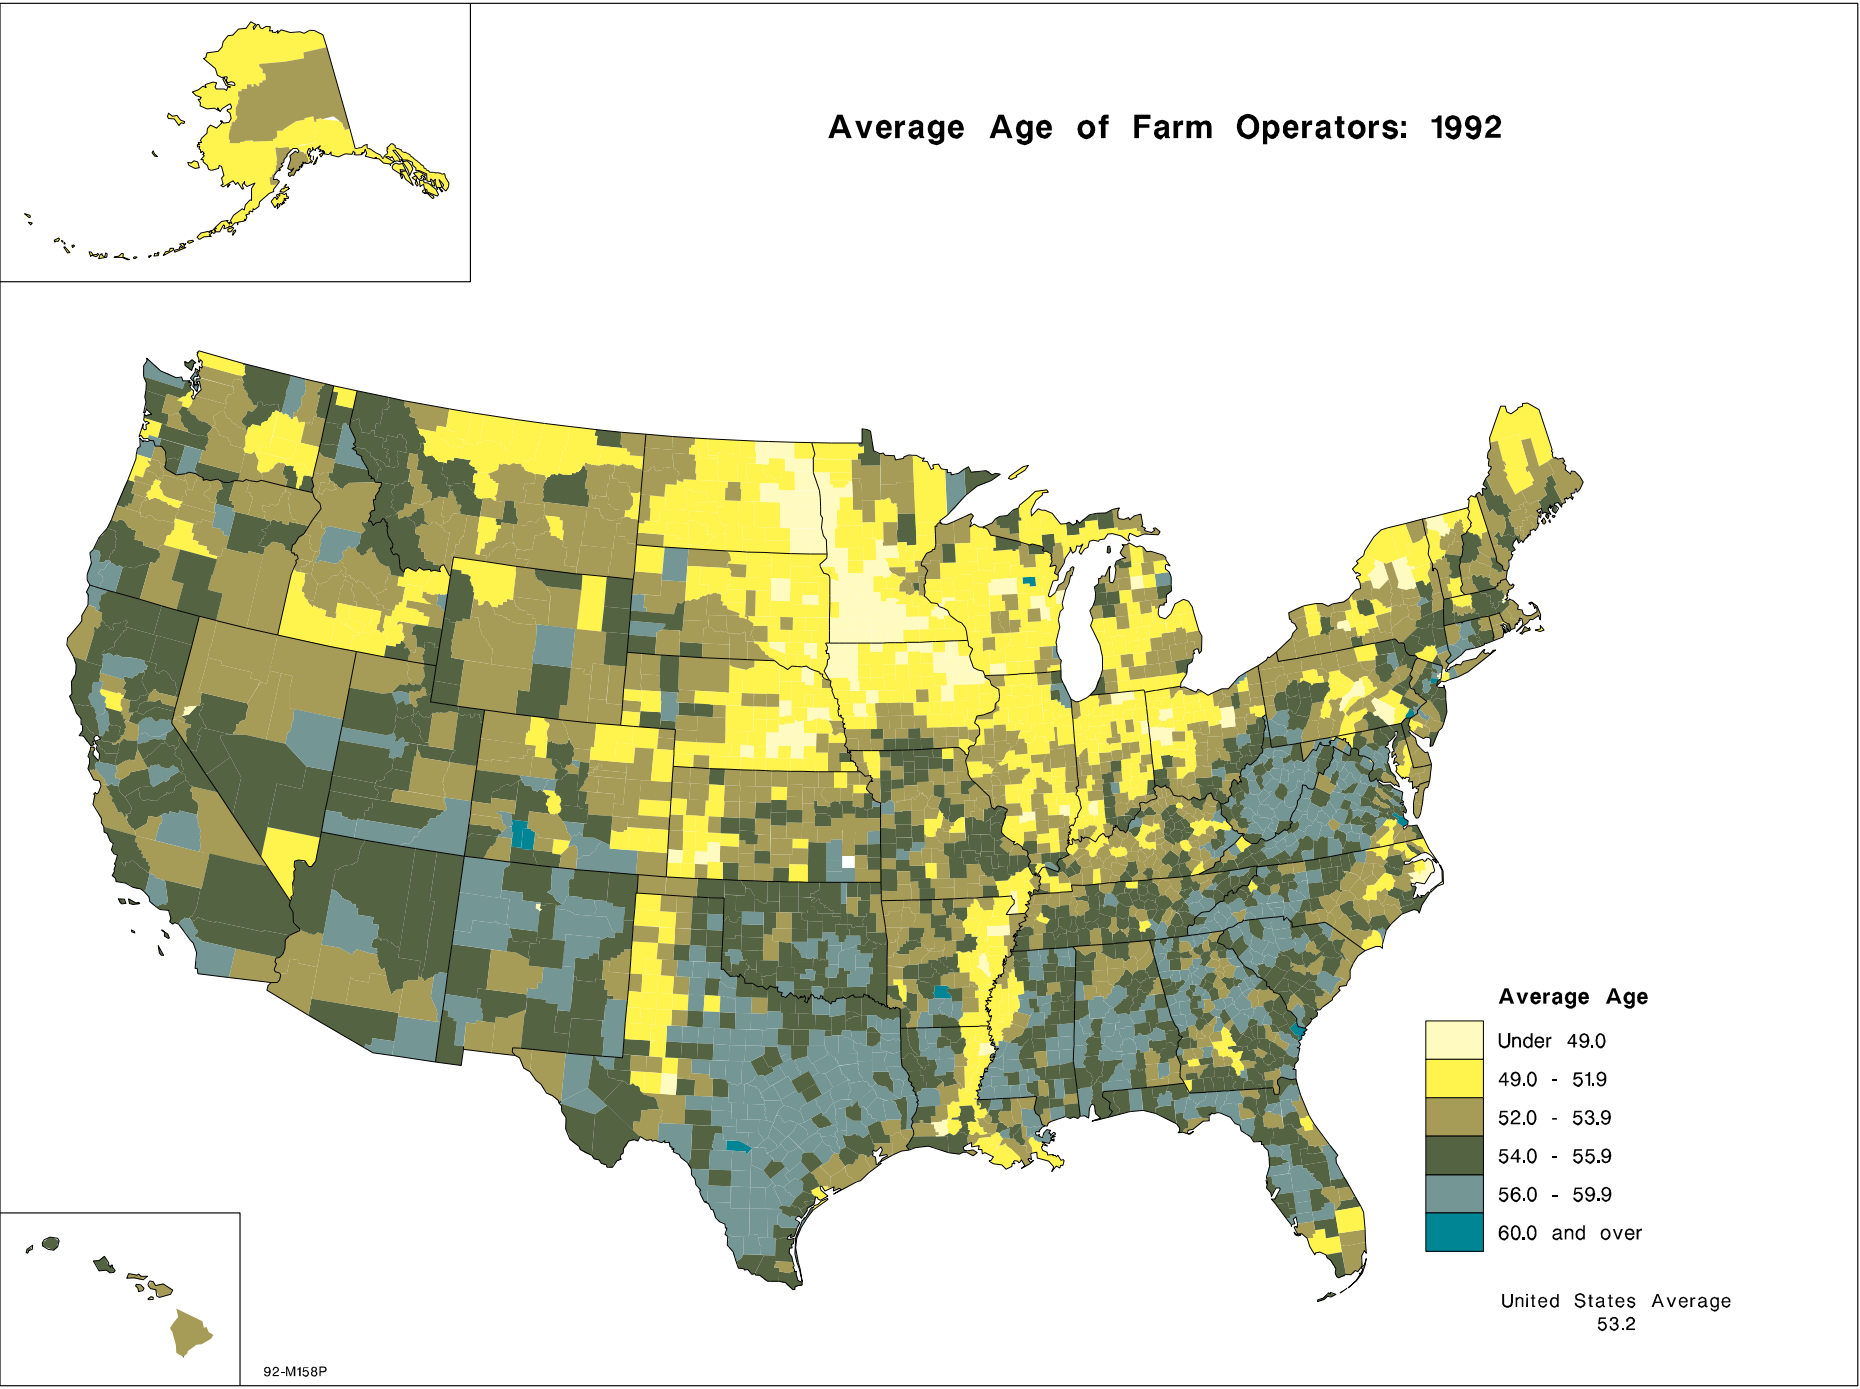 Average Age of Farm Operators: 1992
Average Age
Under 49.0
49.0 - 51.9
52.0 - 53.9
54.0 - 55.9
56.0 - 59.9
60.0 and over
United States Average
53.2
92-M158P